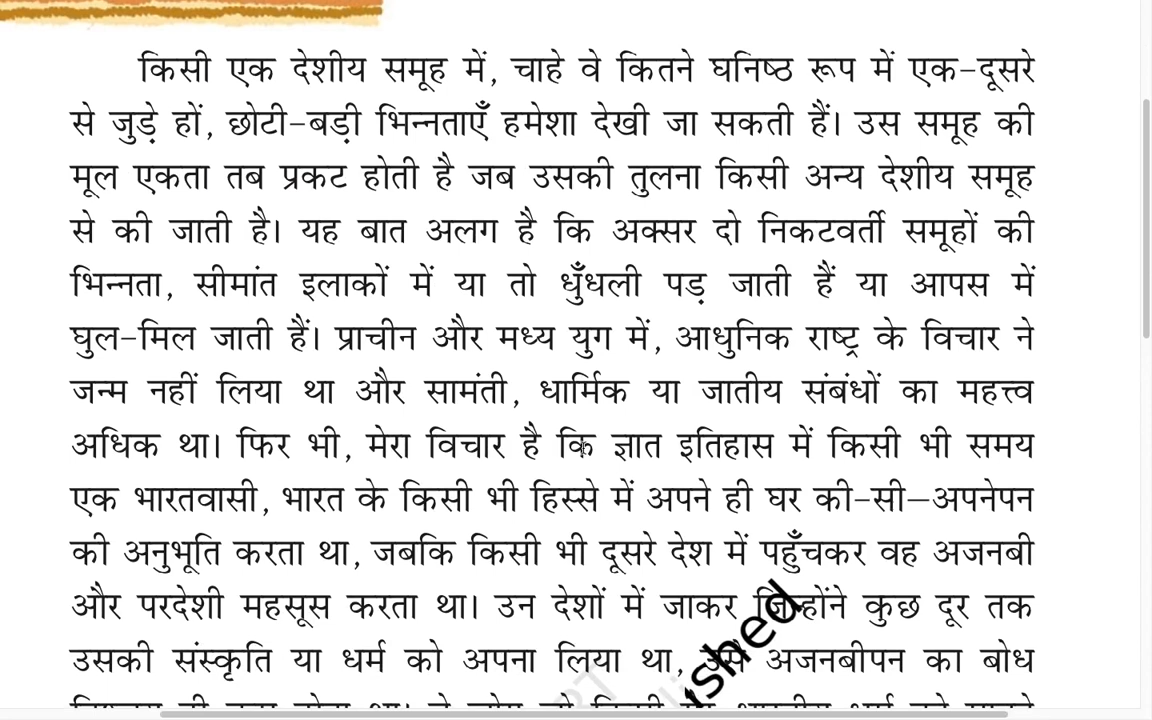 किसी एक देशीय समूह में, चाहे वे कितने घनिष्ठ रूप में एक-दूसरे
से जुड़े हों, छोटी-बड़ी भिन्नताएँ हमेशा देखी जा सकती हैं। उस समूह की
मूल एकता तब प्रकट होती है जब उसकी तुलना किसी अन्य देशीय समूह
से की जाती है। यह बात अलग है कि अक्सर दो निकटवर्ती समूहों की
भिन्नता, सीमांत इलाकों में या तो धुँधली पड़ जाती हैं या आपस में
घुल-मिल जाती हैं। प्राचीन और मध्य युग में, आधुनिक राष्ट्र के विचार ने
जन्म नहीं लिया था और सामंती, धार्मिक या जातीय संबंधों का महत्त्व
अधिक था। फिर भी, मेरा विचार है कि ज्ञात इतिहास में किसी भी समय
एक भारतवासी, भारत के किसी भी हिस्से में अपने ही घर की-सी—अपनेपन
की अनुभूति करता था, जबकि किसी भी दूसरे देश में पहुँचकर वह अजनबी
और परदेशी महसूस करता था। उन देशों में जाकर जिन्होंने कुछ दूर तक
उसकी संस्कृति या धर्म को अपना लिया था, उसे अजनबीपन का बोध
ished